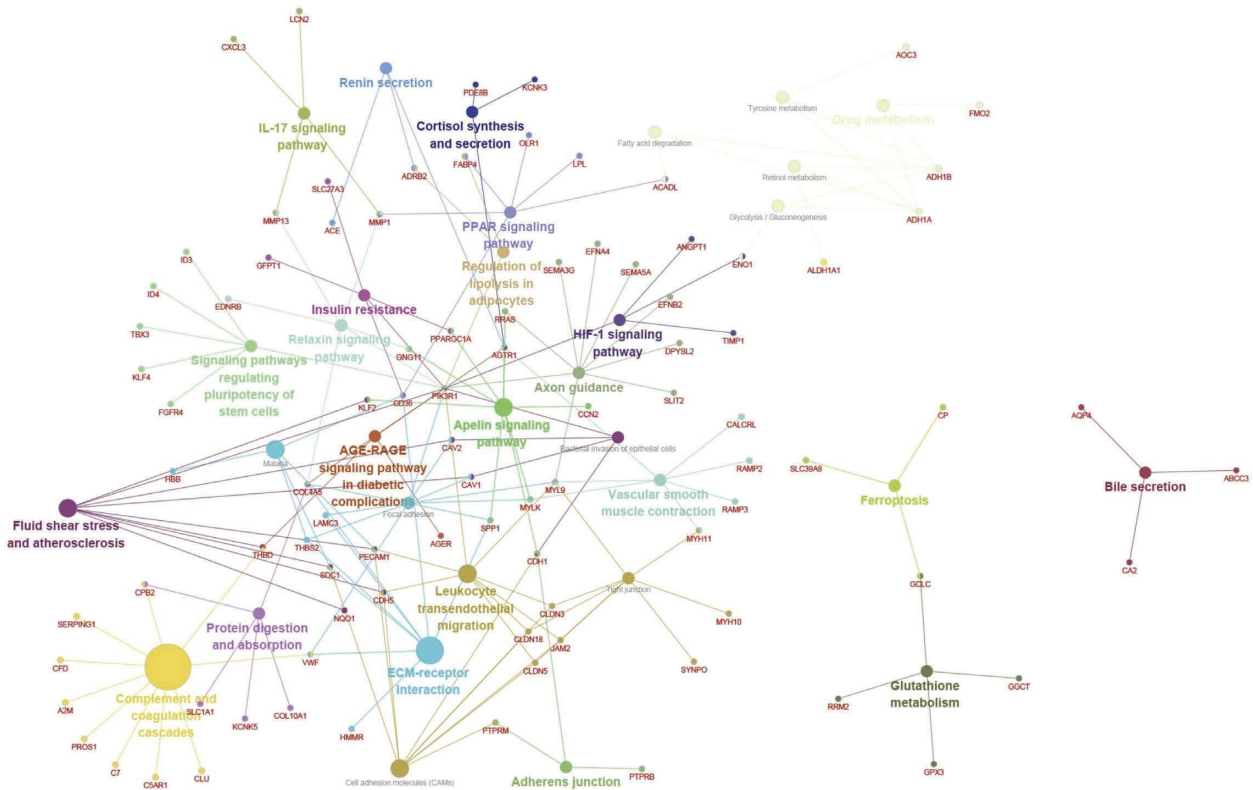 LCN2
CXCL3
AOC3
Renin secretion
PDE8B
KCNK3
Tyrosine metabolism
Drug metabolism
FMO2
IL-17 signaling
pathway
Cortisol synthesis
and secretion
OLR1
Fatty acid degradation
FABP4
LPL
ADRB2
ACADL
Retinol metabolism
ADH1B
SLC27A3
MMP13
ACE
MMP1
PPAR signaling
pathway
Glycolysis / Gluconeogenesis
ADH1A
ID3
GFPT1
Regulation of
lipolysis in
adipocytes
EFNA4
SEMA3G
SEMA5A
ANGPT1
ENO1
ALDH1A1
ID4
EDNRB
Insulin resistance
RRAS
EFNB2
TBX3
Relaxin signaling
pathway
PPARGC1A
HIF-1 signaling
pathway
TIMP1
GNG11
AGTR1
DPYSL2
Signaling pathways
regulating
pluripotency of
stem cells
KLF4
FGFR4
CD36
PIK3R1
Axon guidance
SLIT2
KLF2
Apelin signaling
pathway
CCN2
CP
AQP4
CALCRL
Malaria
AGE-RAGE
signaling pathway
in diabetic
complications
CAV2
Bacterial invasion of epithelial cells
SLC39A8
HBB
RAMP2
ABCC3
COL4A5
CAV1
MYL9
Vascular smooth
muscle contraction
Ferroptosis
Bile secretion
RAMP3
Fluid shear stress
and atherosclerosis
LAMC3
Focal adhesion
MYLK
SPP1
AGER
MYH11
THBD
THBS2
PECAM1
CDH1
SDC1
CA2
GCLC
CPB2
Leukocyte
transendothelial
migration
Tight junction
CDH5
NQO1
CLDN3
MYH10
SERPING1
Protein digestion
and absorption
CLDN18
JAM2
VWF
CLDN5
SYNPO
CFD
ECM-receptor
interaction
Glutathione
metabolism
GGCT
RRM2
Complement and
coagulation
cascades
A2M
SLC1A1
KCNK5
COL10A1
PROS1
HMMR
PTPRM
C7
C5AR1
CLU
Cell adhesion molecules (CAMs)
Adherens junction
PTPRB
GPX3